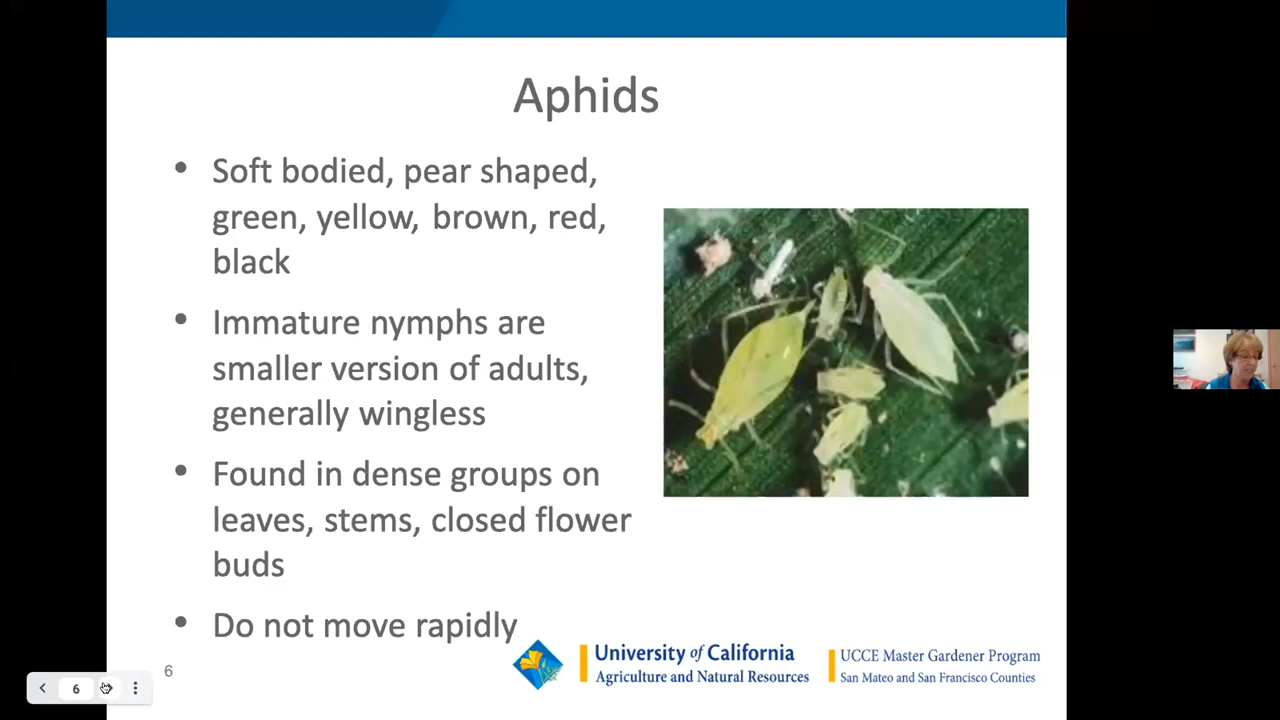 Aphids
• Soft bodied, pear shaped,
green, yellow, brown, red,
black
• Immature nymphs are
smaller version of adults,
generally wingless
• Found in dense groups on
leaves, stems, closed flower
buds
• Do not move rapidly
University of California
Agriculture and Natural Resources
UCCE Master Gardener Program
San Mateo and San Francisco Counties
6
6